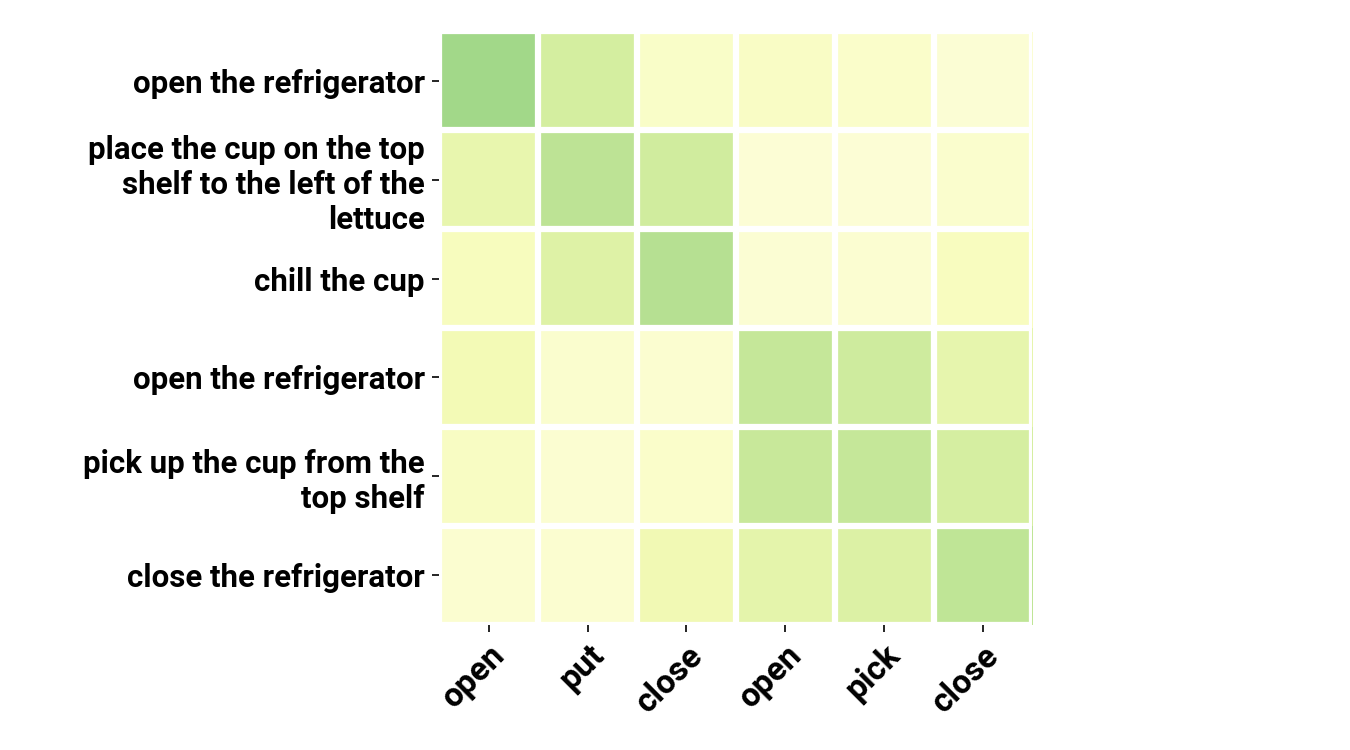 open the refrigerator
place the cup on the top
shelf to the left of the
lettuce
chill the cup
open the refrigerator
pick up the cup from the
top shelf
close the refrigerator
open
put
close
open
pick
close